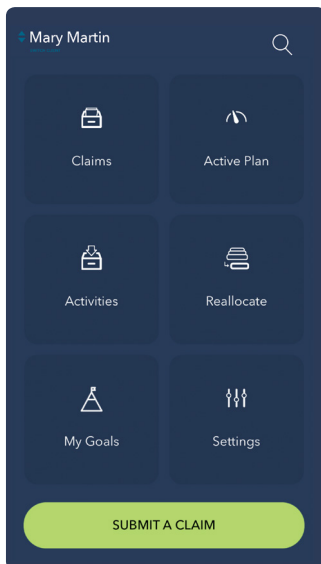 Mary Martin
Claims
Active Plan
Activities
Reallocate
My Goals
Settings
SUBMIT A CLAIM